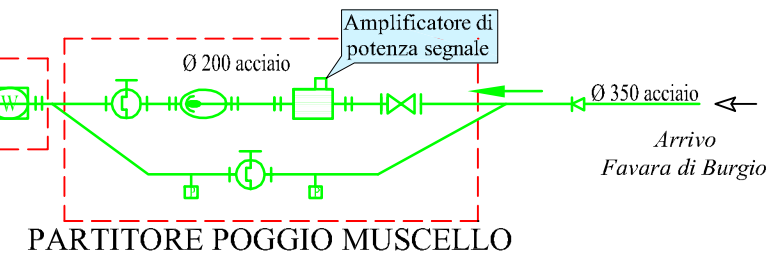 Amplificatore di
potenza segnale
Ø 200 acciaio
Ø 350 acciaio
W
Arrivo
Favara di Burgio
P
P
PARTITORE POGGIO MUSCELLO